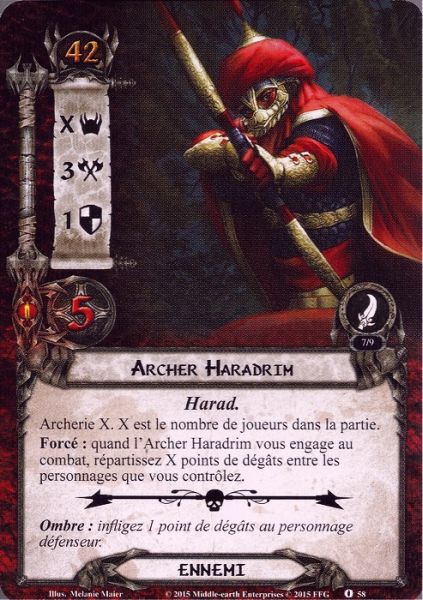 42
X
3
1
5
7/9
Archer Haradrim
Harad.
Archerie X. X est le nombre de joueurs dans la partie.
Forcé : quand l'Archer Haradrim vous engage au
combat, répartissez X points de dégâts entre les
personnages que vous contrôlez.
Ombre : infligez 1 point de dégâts au personnage
défenseur.
ENNEMI
Illus. Melanie Maier © 2015 Middle-earth Enterprises © 2015 FFG 58